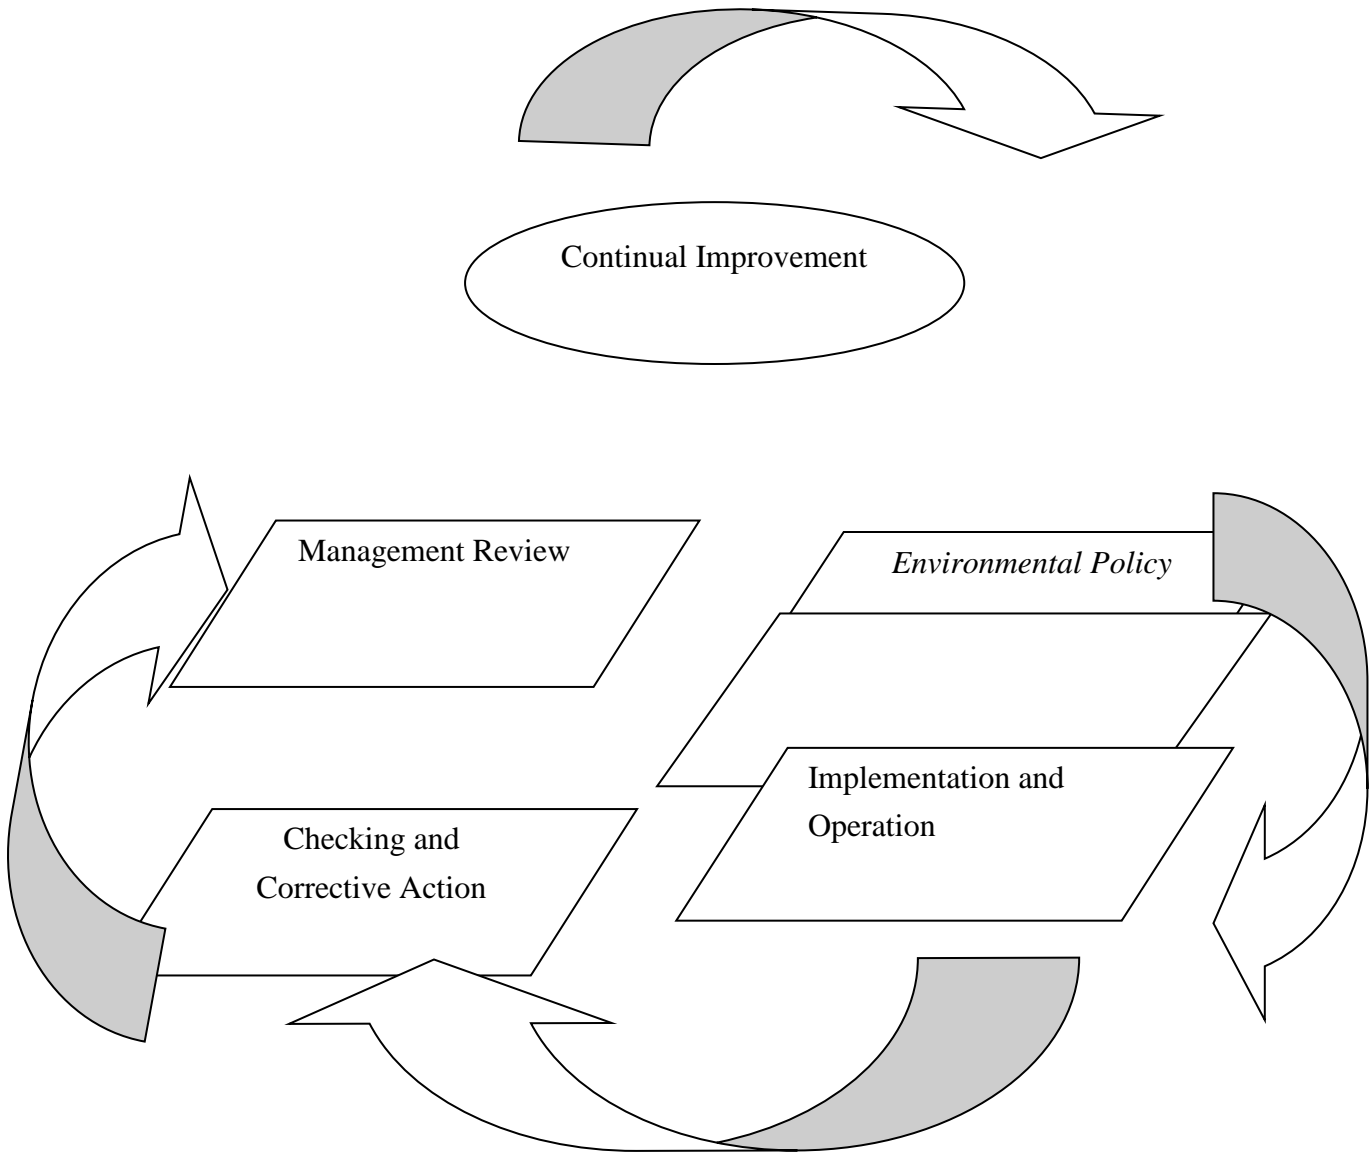 Continual Improvement
Management Review
Environmental Policy
Implementation and
Operation
Checking and
Corrective Action